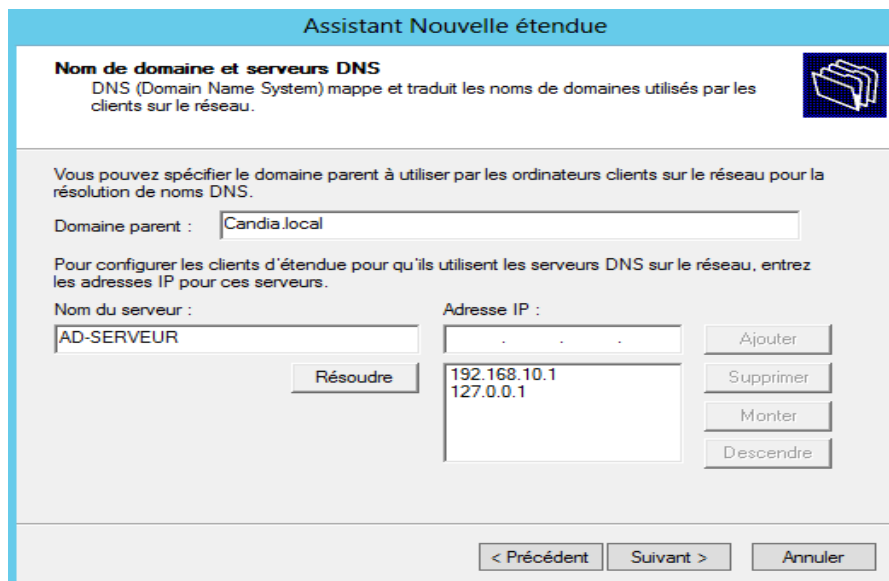 Assistant Nouvelle étendue
Nom de domaine et serveurs DNS
DNS (Domain Name System) mappe et traduit les noms de domaines utilisés par les
clients sur le réseau.
Vous pouvez spécifier le domaine parent à utiliser par les ordinateurs clients sur le réseau pour la
résolution de noms DNS.
Domaine parent : Candia.local
Pour configurer les clients d'étendue pour qu'ils utilisent les serveurs DNS sur le réseau, entrez
les adresses IP pour ces serveurs.
Nom du serveur : Adresse IP :
AD-SERVEUR . . . Ajouter
Résoudre 192.168.10.1 Supprimer
127.0.0.1
Monter
Descendre
< Précédent Suivant > Annuler